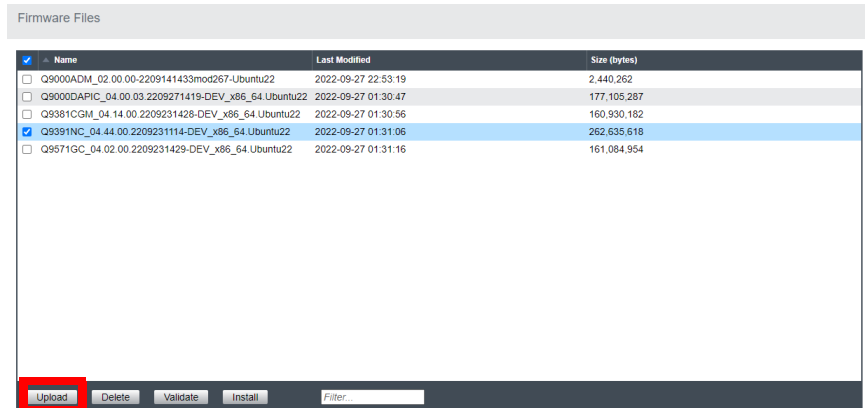 Firmware Files
Name Last Modified Size (bytes)
Q9000ADM_02.00.00-2209141433mod267-Ubuntu22 2022-09-27 22:53:19 2,440,262
Q9000DAPIC_04.00.03.2209271419-DEV_x86_64.Ubuntu22 2022-09-27 01:30:47 177,105,287
Q9381CGM_04.14.00.2209231428-DEV_x86_64.Ubuntu22 2022-09-27 01:30:56 160,930,182
Q9391NC_04.44.00.2209231114-DEV_x86_64.Ubuntu22 2022-09-27 01:31:06 262,635,618
Q9571GC_04.02.00.2209231429-DEV_x86_64.Ubuntu22 2022-09-27 01:31:16 161,084,954
Upload Delete Validate Install Filter...